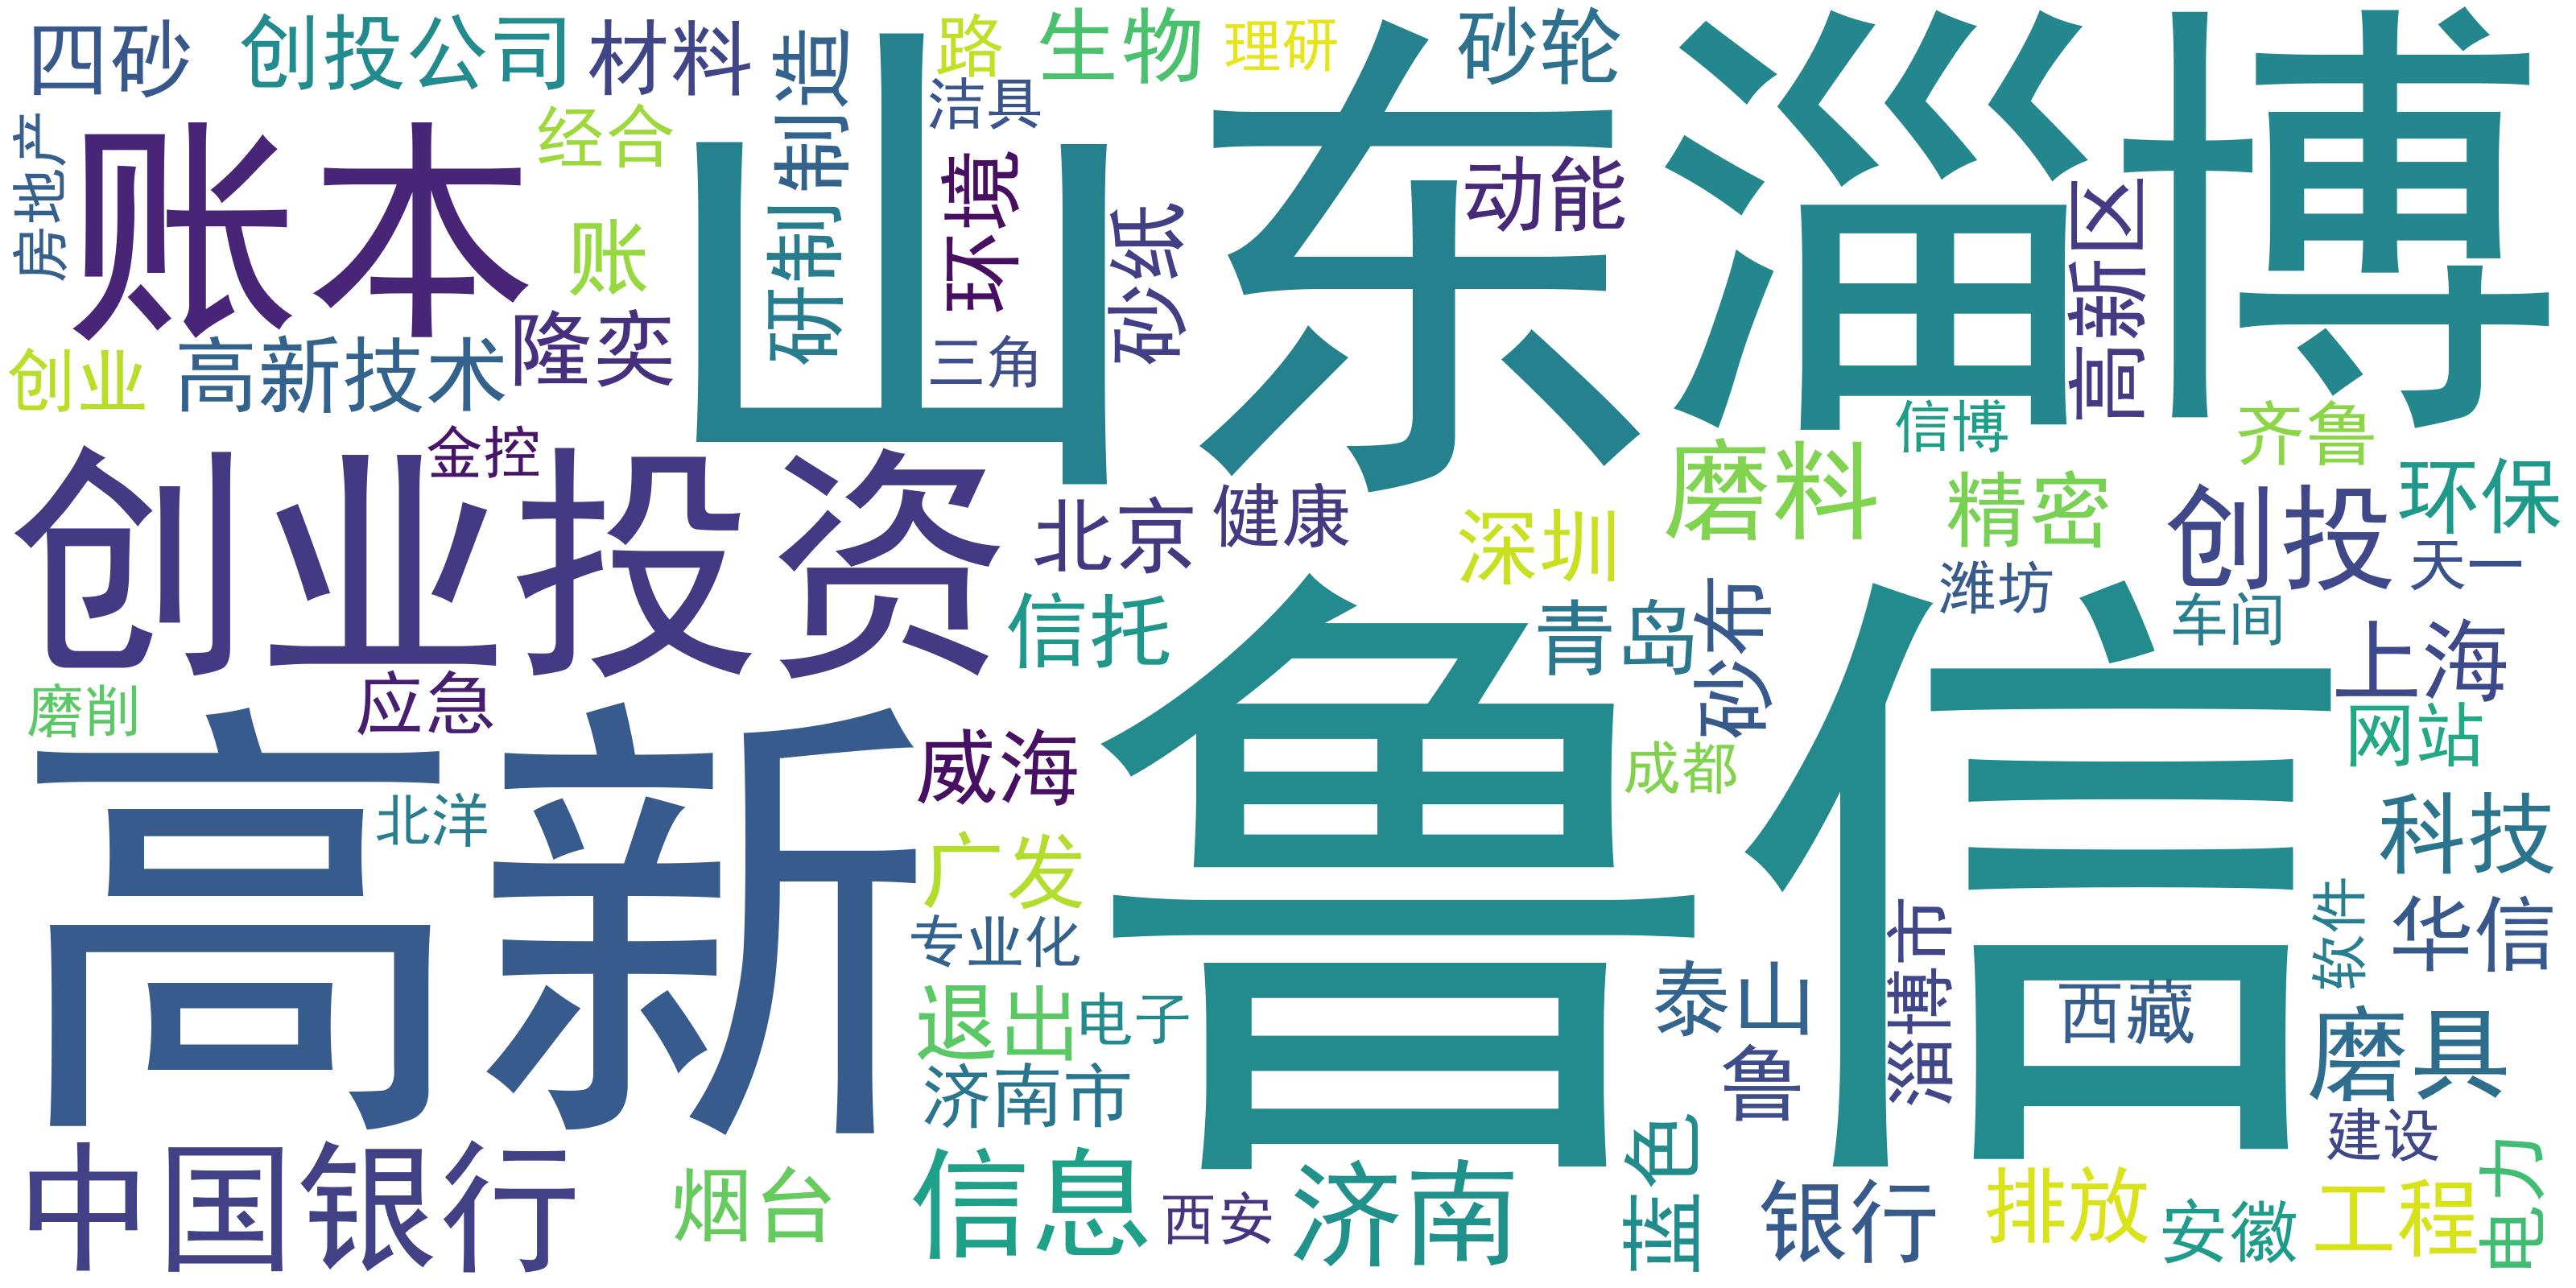 四砂
创投公司
材料
研制
制造
路
生物
理研
砂轮
洁具
山东
淄博
房地产
账本
经合
账
环境
砂纸
动能
高新区
创业
高新技术
隆奕
三角
金控
创业投资
北京
健康
深圳
磨料
信博
精密
齐鲁
创投
环保
天一
信托
青岛
砂布
潍坊
车间
上海
磨削
应急
网站
高新
北洋
威海
鲁信
成都
广发
科技
专业化
软件
华信
退出
电子
泰山
淄博市
西藏
济南市
鲁
磨具
中国银行
烟台
信息
西安
济南
蓝色
银行
排放
安徽
建设
工程
电力